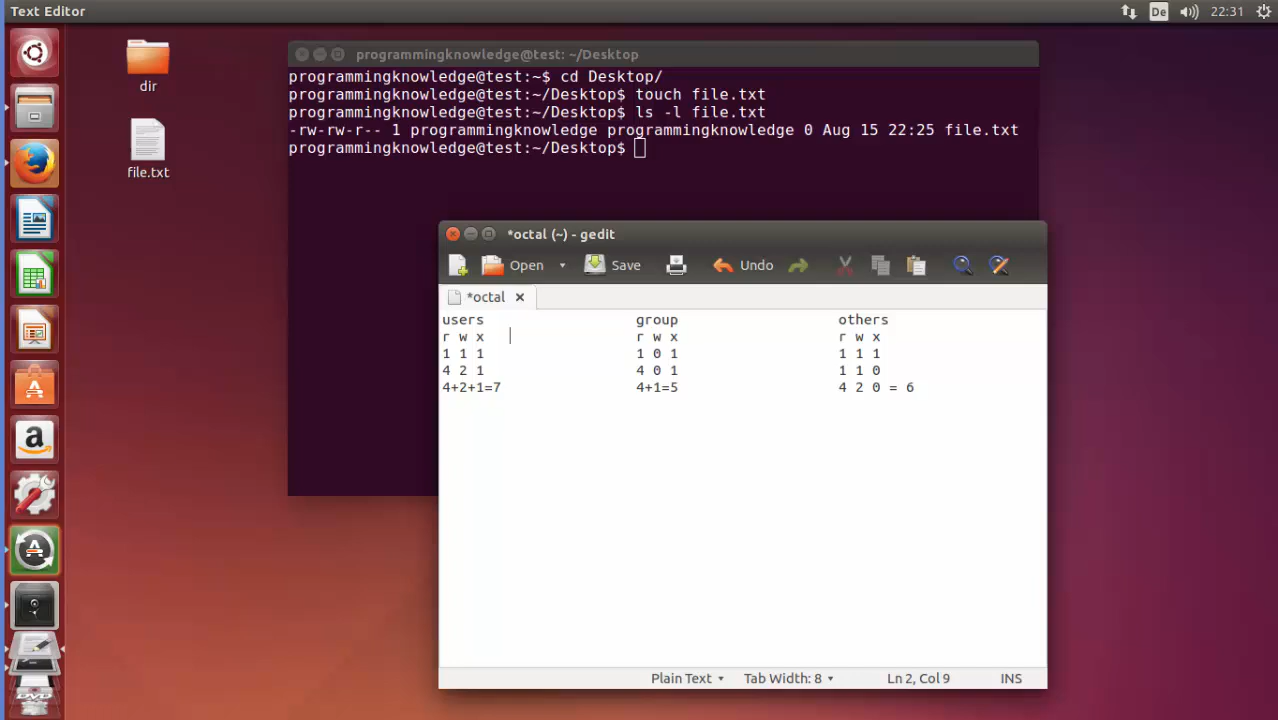 Text Editor
De
22:31
dir
file.txt
programmingknowledge@test: ~/Desktop
programmingknowledge@test:~$ cd Desktop/
programmingknowledge@test:~/Desktop$ touch file.txt
programmingknowledge@test:~/Desktop$ ls -l file.txt
-rw-rw-r-- 1 programmingknowledge programmingknowledge 0 Aug 15 22:25 file.txt
programmingknowledge@test:~/Desktop$
*octal (~) - gedit
Open Save Undo
*octal
users group others
r w x r w x r w x
1 1 1 1 0 1 1 1 1
4 2 1 4 0 1 1 1 0
4+2+1=7 4+1=5 4 2 0 = 6
Plain Text Tab Width: 8 Ln 2, Col 9 INS
DVD